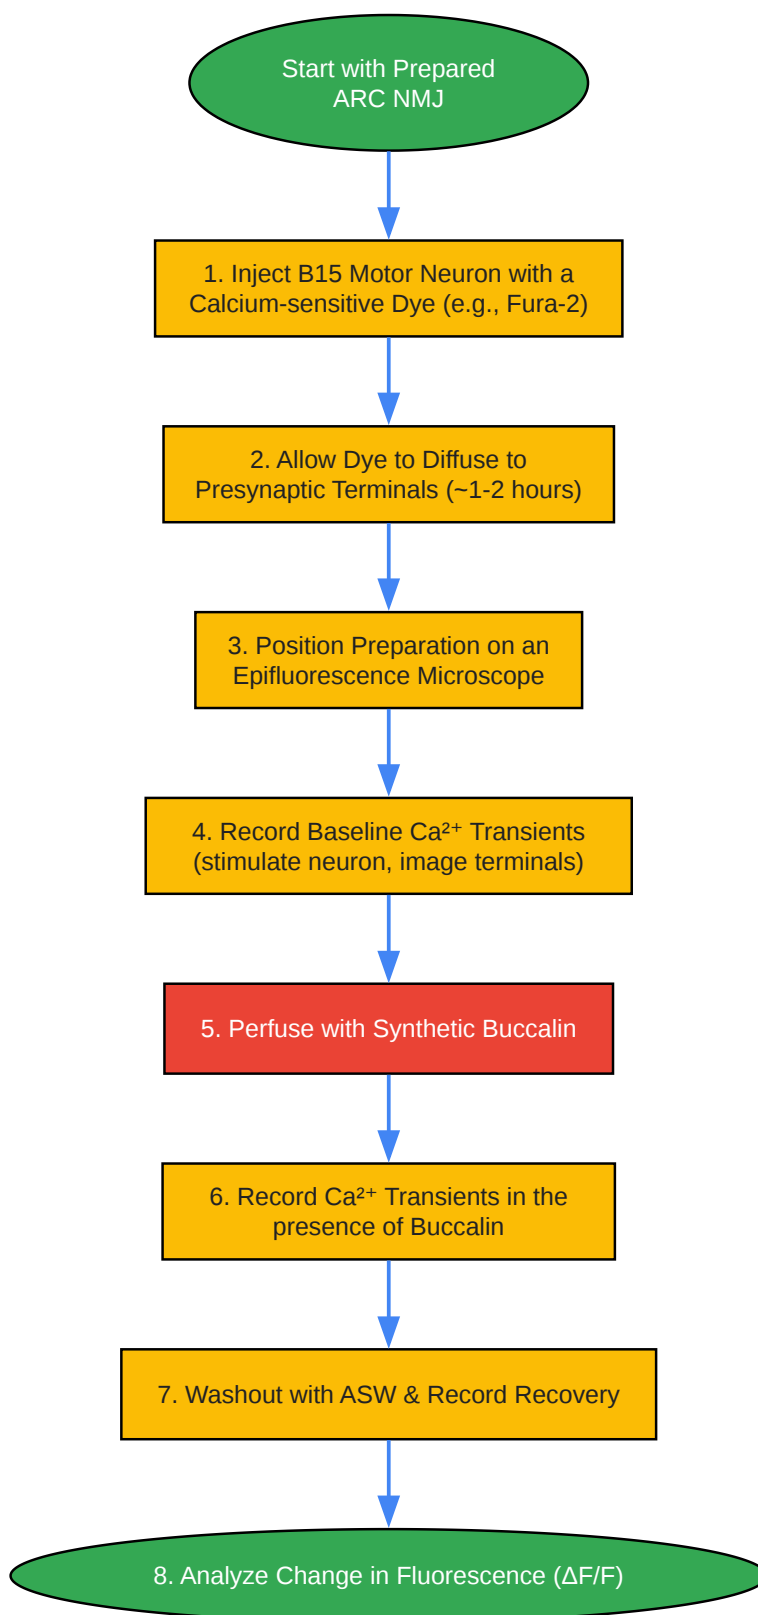 Start with Prepared
ARC NMJ
1. Inject B15 Motor Neuron with a
Calcium-sensitive Dye (e.g., Fura-2)
2. Allow Dye to Diffuse to
Presynaptic Terminals (~1-2 hours)
3. Position Preparation on an
Epifluorescence Microscope
4. Record Baseline Ca²⁺ Transients
(stimulate neuron, image terminals)
5. Perfuse with Synthetic Buccalin
6. Record Ca²⁺ Transients in the
presence of Buccalin
7. Washout with ASW & Record Recovery
8. Analyze Change in Fluorescence (ΔF/F)